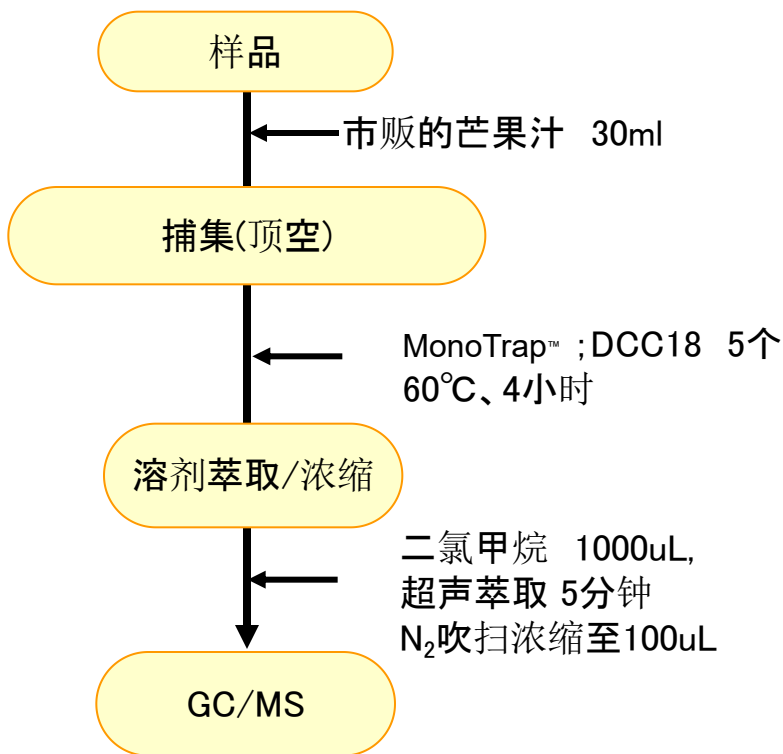 样品
市贩的芒果汁 30ml
捕集(顶空)
MonoTrap™ ;DCC18 5个
60℃、4小时
溶剂萃取/浓缩
二氯甲烷 1000uL,
超声萃取 5分钟
N₂吹扫浓缩至100uL
GC/MS